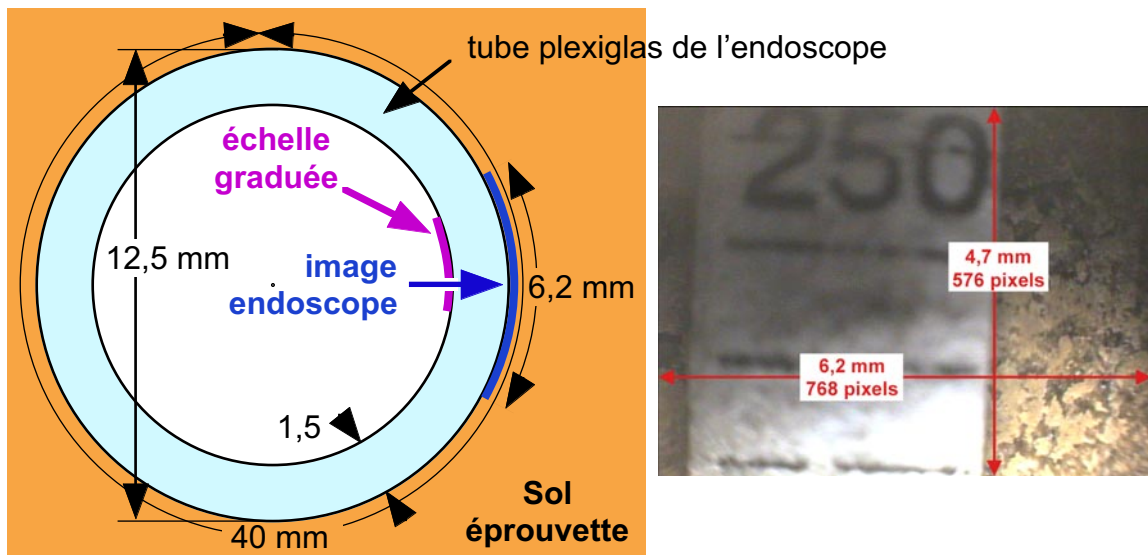 tube plexiglas de l’endoscope
échelle
graduée
12,5 mm
image
endoscope
6,2 mm
1,5
Sol
éprouvette
40 mm
250
4,7 mm
576 pixels
6,2 mm
768 pixels